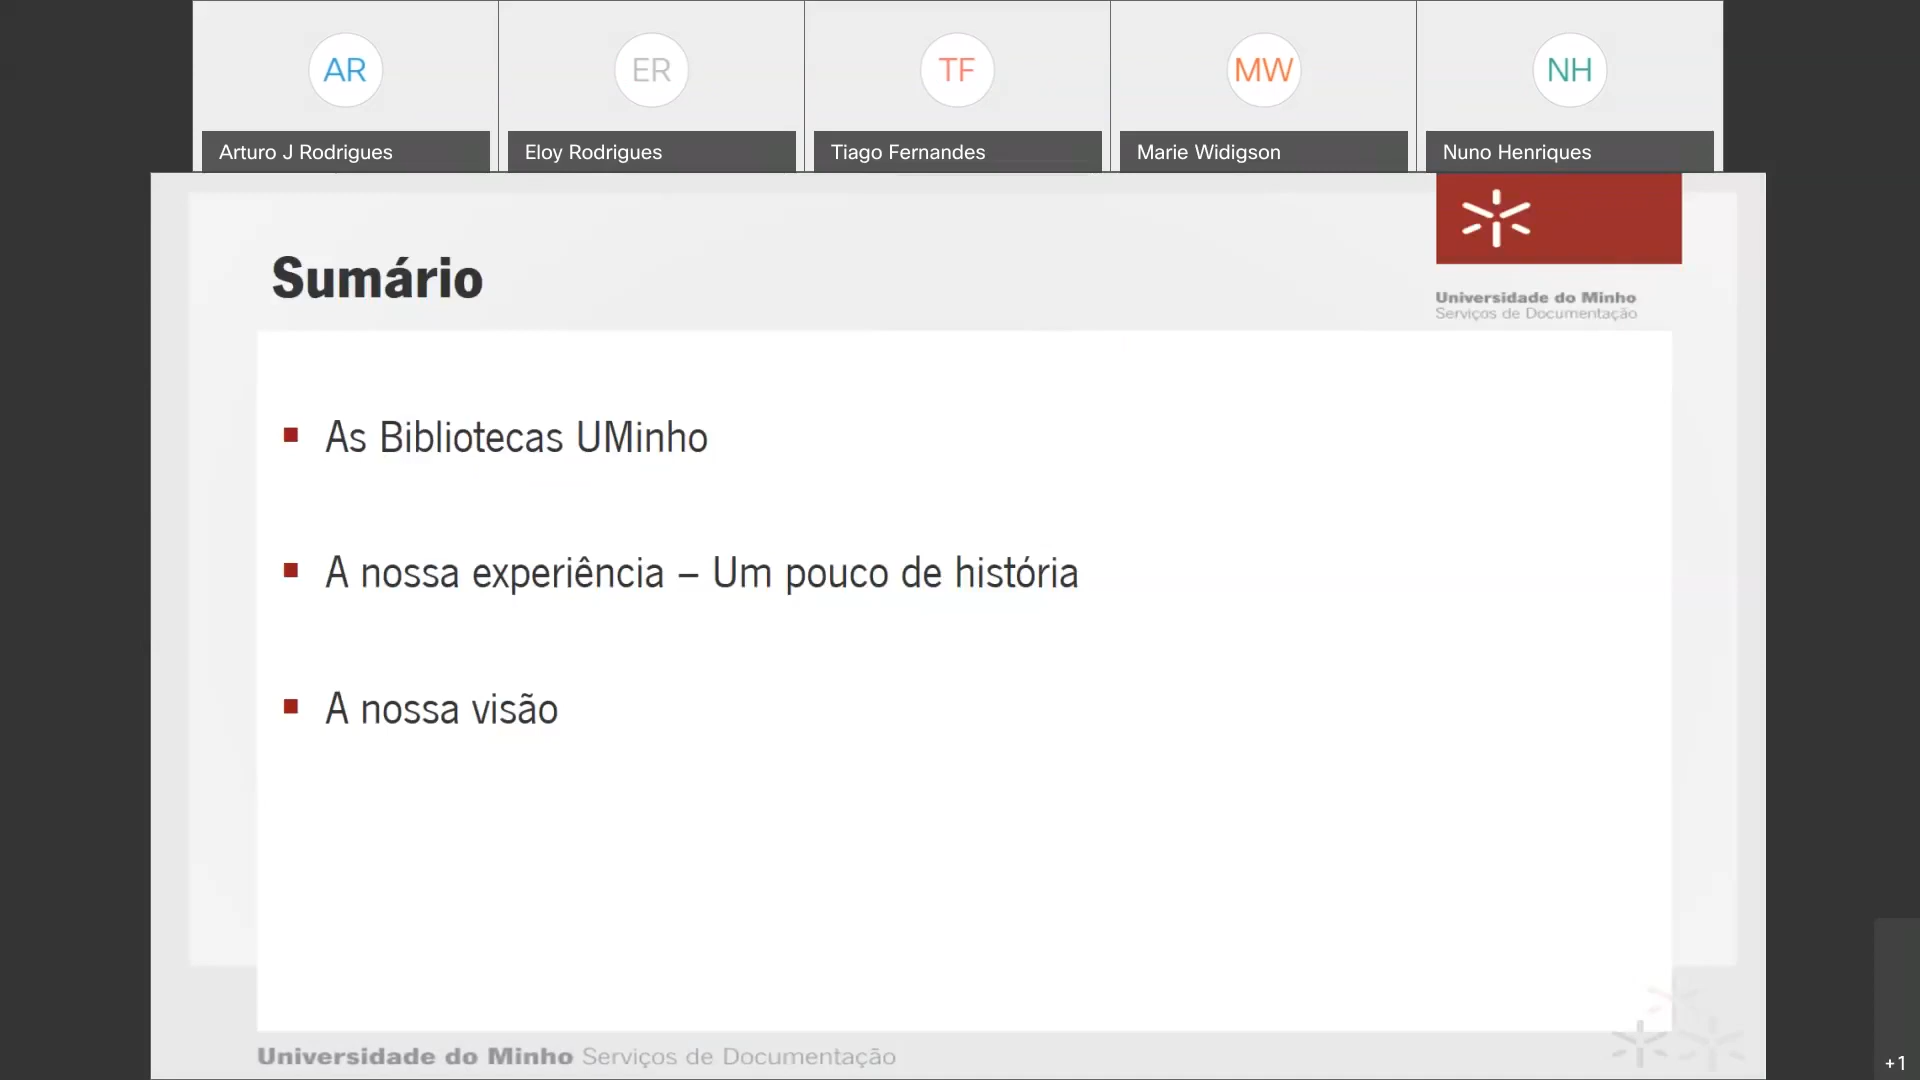 AR
ER
TF
MW
NH
Arturo J Rodrigues
Eloy Rodrigues
Tiago Fernandes
Marie Widigson
Nuno Henriques
Sumário
Universidade do Minho
Serviços de Documentação
As Bibliotecas UMinho
A nossa experiência – Um pouco de história
A nossa visão
Universidade do Minho Serviços de Documentação
+1